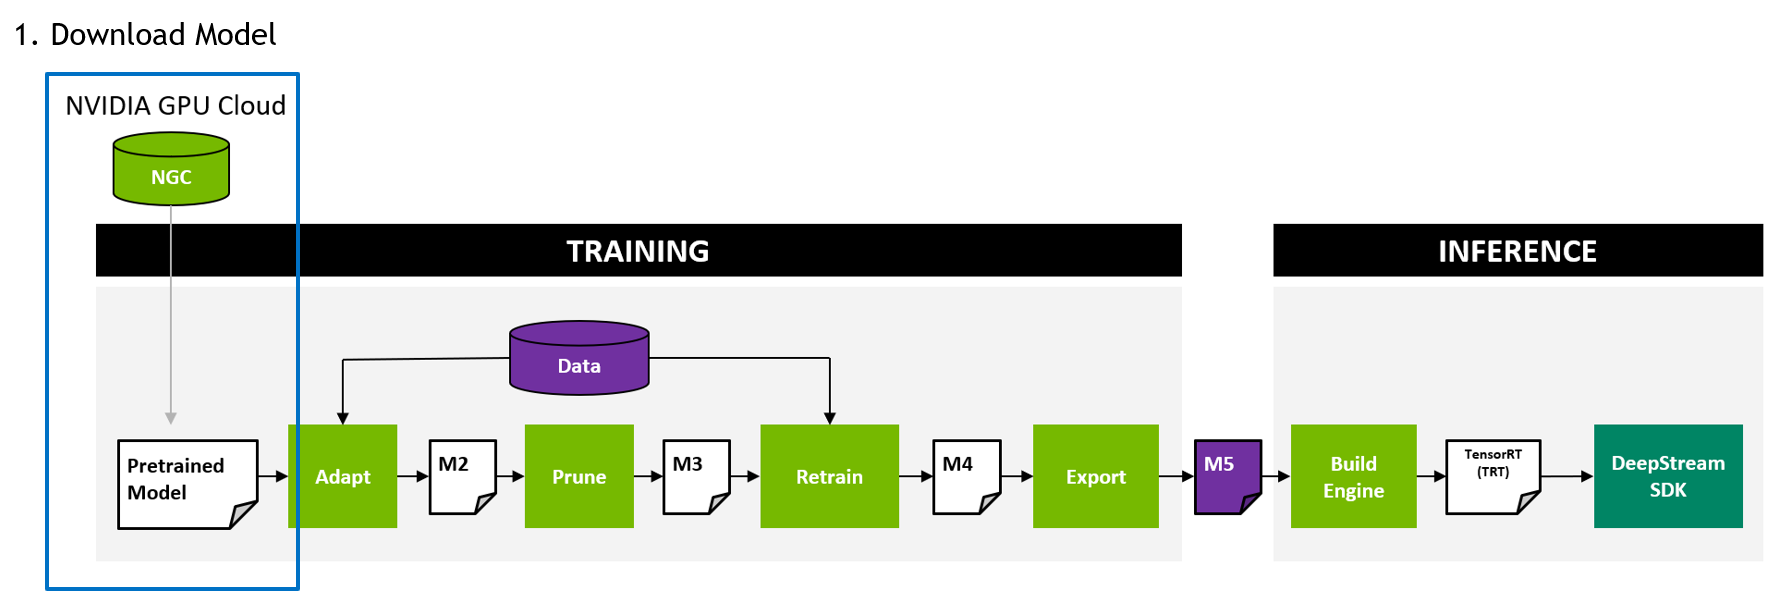 1. Download Model
NVIDIA GPU Cloud
NGC
TRAINING
INFERENCE
Data
Pretrained
Model
Adapt
M2
Prune
M3
Retrain
M4
Export
M5
Build
Engine
TensorRT
(TRT)
DeepStream
SDK